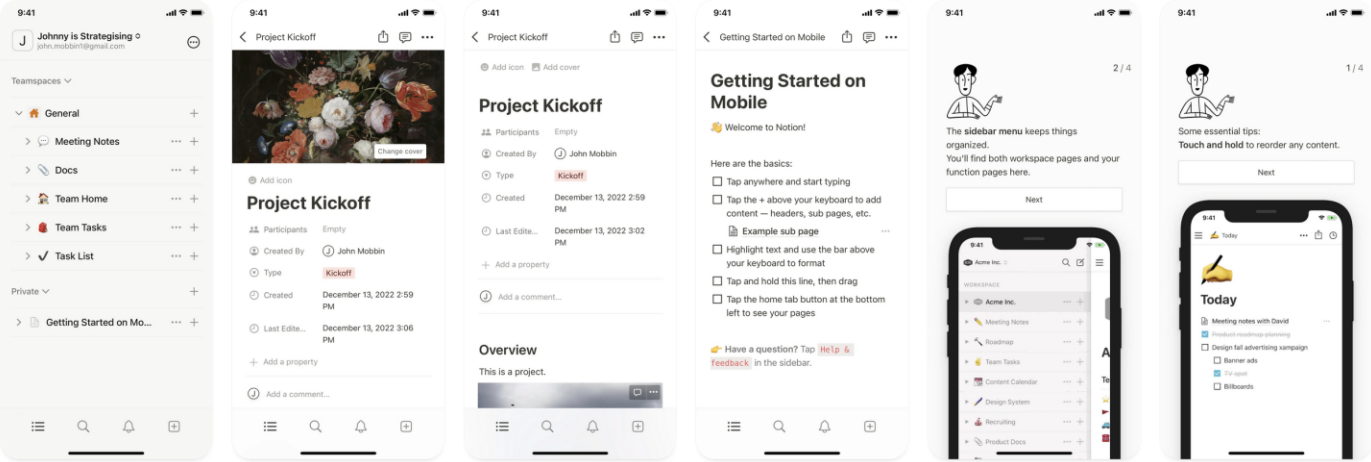 9:41
J
Johnny is Strategising
john.mobbin1@gmail.com
Teamspaces
General
Meeting Notes
Docs
Team Home
Team Tasks
Task List
Private
Getting Started on Mo...
9:41
Project Kickoff
Change cover
Add icon
Project Kickoff
Participants Empty
Created By J John Mobbin
Type Kickoff
Created December 13, 2022 2:59
PM
Last Edite... December 13, 2022 3:06
PM
Add a property
J Add a comment...
9:41
Project Kickoff
Add icon Add cover
Project Kickoff
Participants Empty
Created By J John Mobbin
Type Kickoff
Created December 13, 2022 2:59
PM
Last Edite... December 13, 2022 3:02
PM
Add a property
J Add a comment...
Overview
This is a project.
9:41
Getting Started on Mobile
Getting Started on
Mobile
👋 Welcome to Notion!
Here are the basics:
Tap anywhere and start typing
Tap the + above your keyboard to add
content — headers, sub pages, etc.
Example sub page
Highlight text and use the bar above
your keyboard to format
Tap and hold this line, then drag
Tap the home tab button at the bottom
left to see your pages
👉 Have a question? Tap Help &
feedback in the sidebar.
9:41
2 / 4
The sidebar menu keeps things
organized.
You'll find both workspace pages and your
function pages here.
Next
9:41
Acme Inc.
WORKSPACE
Acme Inc.
Meeting Notes
Roadmap
Team Tasks
Content Calendar
Design System
Recruiting
Product Docs
A
Te
9:41
1 / 4
Some essential tips:
Touch and hold to reorder any content.
Next
9:41
Today
Today
Meeting notes with David
Product roadmap planning
Design fall advertising xampaign
Banner ads
TV spot
Billboards